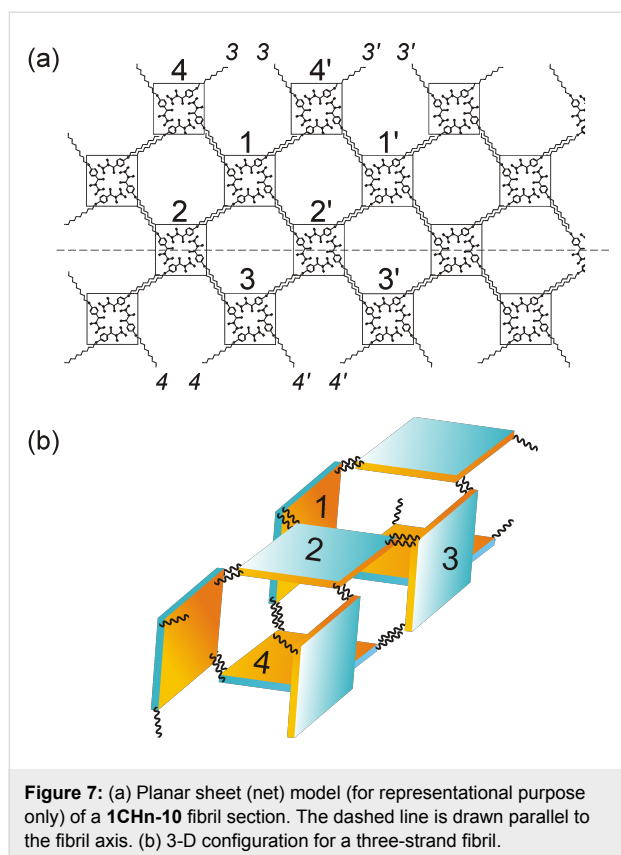 (a)
3 3 3' 3'
4 4'
1 1'
2 2'
3 3'
4 4 4' 4'
(b)
1
2
3
4
Figure 7: (a) Planar sheet (net) model (for representational purpose
only) of a 1CHn-10 fibril section. The dashed line is drawn parallel to
the fibril axis. (b) 3-D configuration for a three-strand fibril.